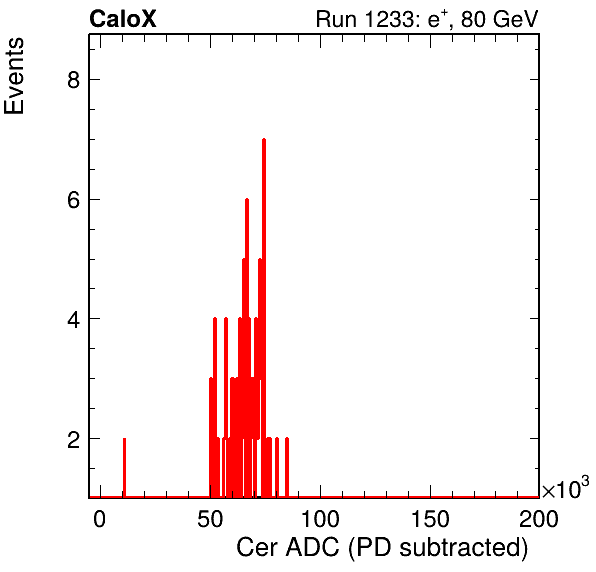 CaloX Run 1233: e⁺, 80 GeV
Events
8
6
4
2
×10³
0 50 100 150 200
Cer ADC (PD subtracted)